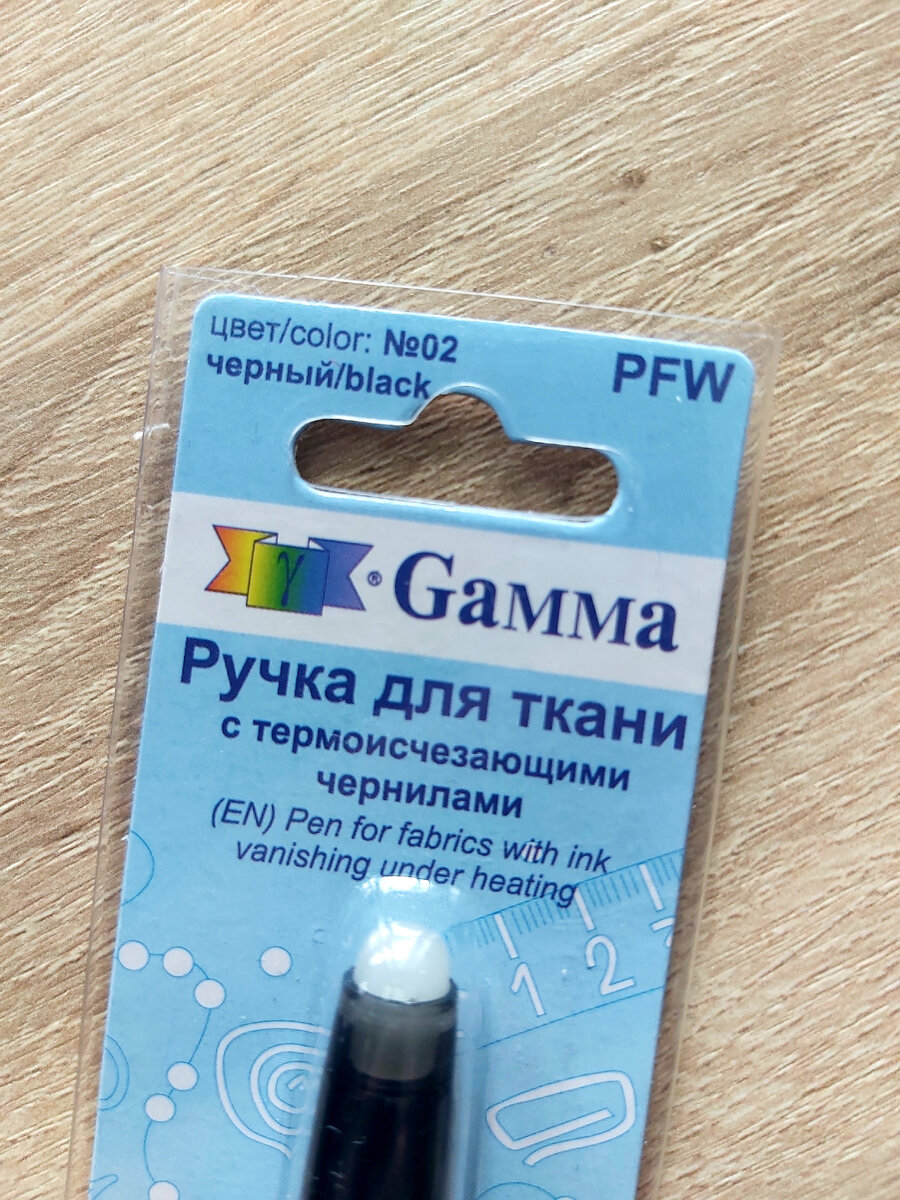 цвет/color: №02
черный/black
PFW
γ
® Gамма
Ручка для ткани
с термоисчезающими
чернилами
(EN) Pen for fabrics with ink
vanishing under heating
1 2